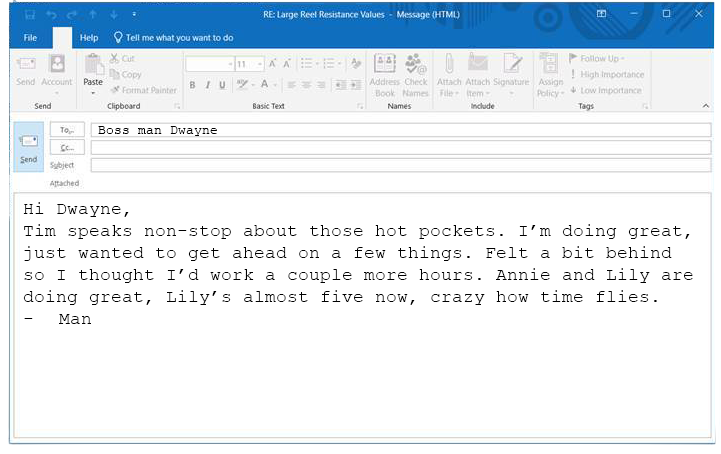 RE: Large Reel Resistance Values - Message (HTML)
File Help Tell me what you want to do
Cut
Copy
Format Painter
Send Account Paste
11
B I U A
Address Book
Check Names
Attach File
Attach Item
Signature
Assign Policy
Follow Up
High Importance
Low Importance
Send Clipboard Basic Text Names Include Tags
To... Boss man Dwayne
Cc...
Send
Subject
Attached
Hi Dwayne,
Tim speaks non-stop about those hot pockets. I’m doing great,
just wanted to get ahead on a few things. Felt a bit behind
so I thought I’d work a couple more hours. Annie and Lily are
doing great, Lily’s almost five now, crazy how time flies.
- Man